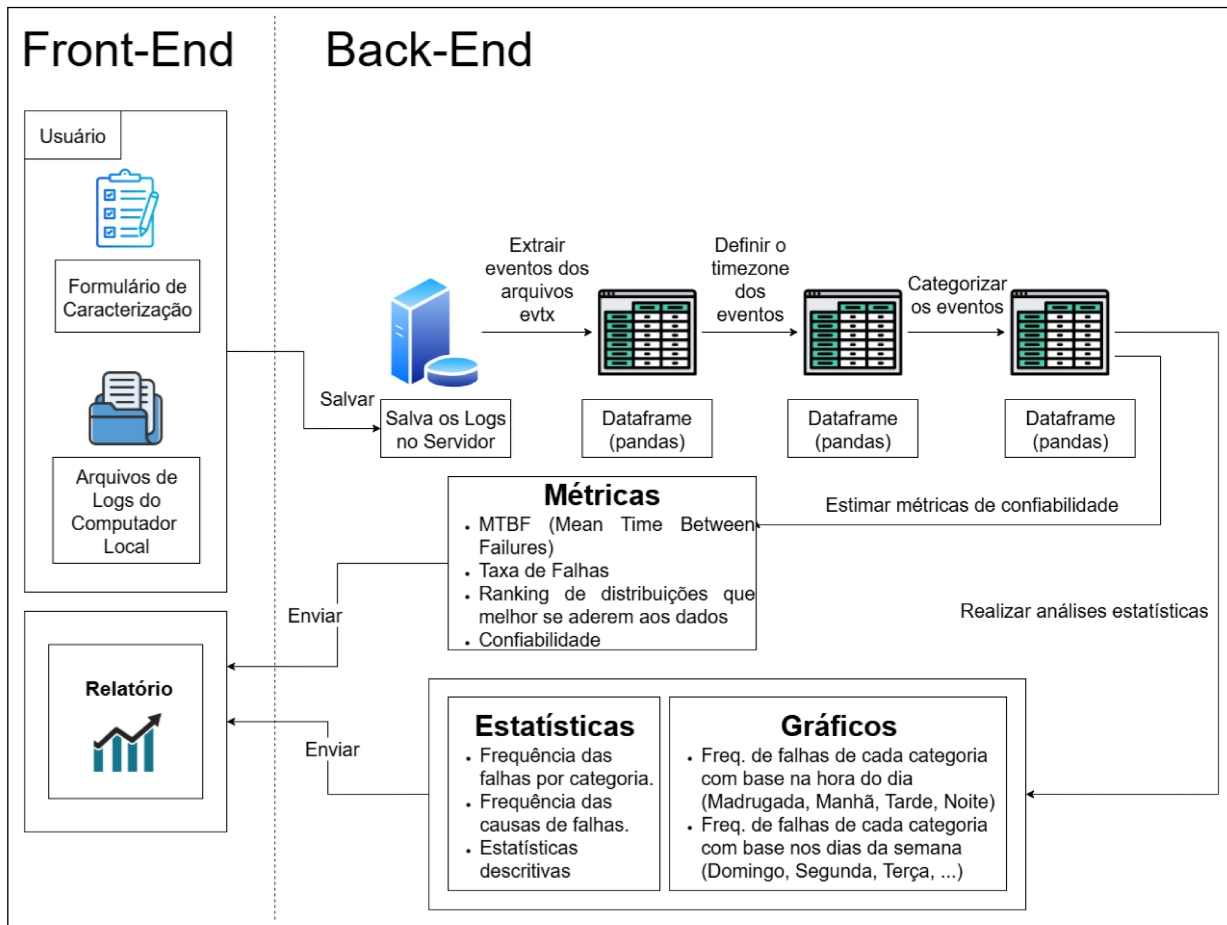 Front-End
Back-End
Usuário
Formulário de
Caracterização
Arquivos de
Logs do
Computador
Local
Salvar
Salva os Logs
no Servidor
Extrair
eventos dos
arquivos
evtx
Dataframe
(pandas)
Definir o
timezone
dos
eventos
Dataframe
(pandas)
Categorizar
os eventos
Dataframe
(pandas)
Estimar métricas de confiabilidade
Métricas
• MTBF (Mean Time Between
Failures)
• Taxa de Falhas
• Ranking de distribuições que
melhor se aderem aos dados
• Confiabilidade
Enviar
Realizar análises estatísticas
Relatório
Enviar
Estatísticas
• Frequência das
falhas por categoria.
• Frequência das
causas de falhas.
• Estatísticas
descritivas
Gráficos
• Freq. de falhas de cada categoria
com base na hora do dia
(Madrugada, Manhã, Tarde, Noite)
• Freq. de falhas de cada categoria
com base nos dias da semana
(Domingo, Segunda, Terça, ...)